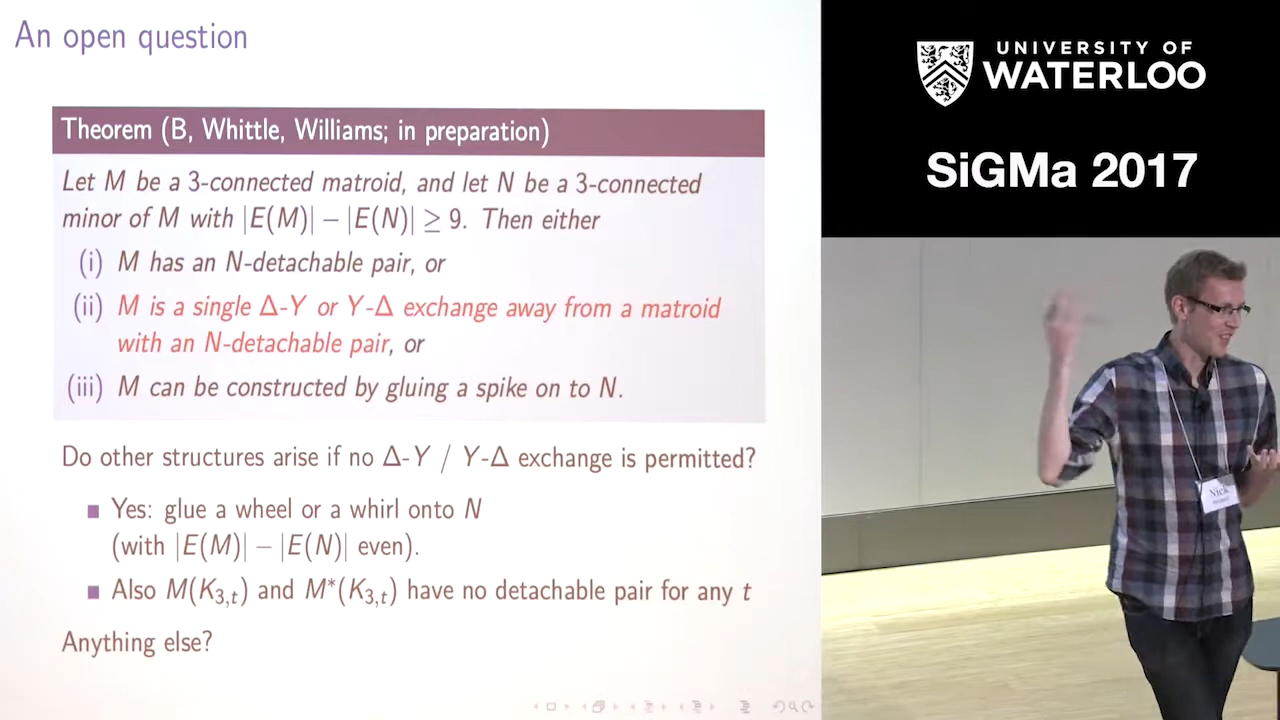 An open question
Theorem (B, Whittle, Williams; in preparation)
Let M be a 3-connected matroid, and let N be a 3-connected
minor of M with |E(M)| − |E(N)| ≥ 9. Then either
(i) M has an N-detachable pair, or
(ii) M is a single Δ-Y or Y-Δ exchange away from a matroid
with an N-detachable pair, or
(iii) M can be constructed by gluing a spike on to N.
Do other structures arise if no Δ-Y / Y-Δ exchange is permitted?
Yes: glue a wheel or a whirl onto N
(with |E(M)| − |E(N)| even).
Also M(K3,t) and M*(K3,t) have no detachable pair for any t
Anything else?
UNIVERSITY OF
WATERLOO
SiGMa 2017